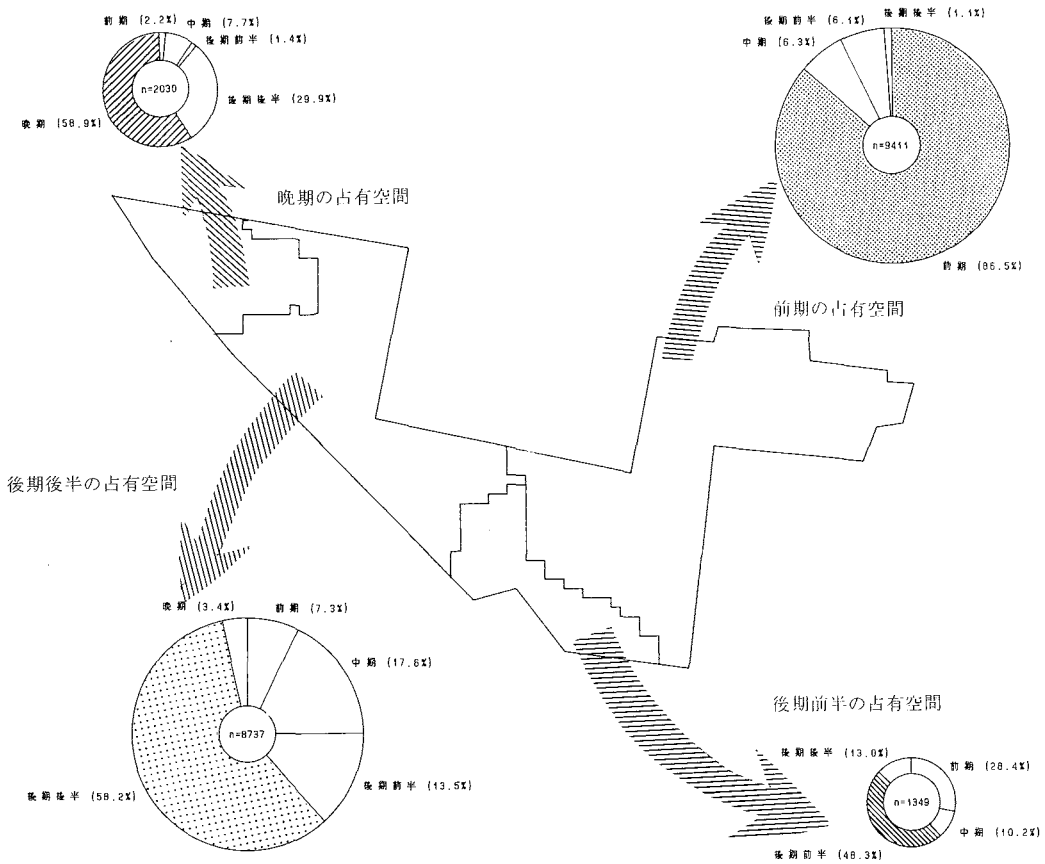 前期 (2.2%)
中期 (7.7%)
後期前半 (1.4%)
n=2030
後期後半 (29.9%)
晩期 (58.9%)
後期前半 (6.1%)
後期後半 (1.1%)
中期 (6.3%)
n=9411
前期 (86.5%)
晩期の占有空間
前期の占有空間
後期後半の占有空間
晩期 (3.4%)
前期 (7.3%)
中期 (17.6%)
n=8737
後期後半 (58.2%)
後期前半 (13.5%)
後期前半の占有空間
後期後半 (13.0%)
前期 (28.4%)
n=1349
中期 (10.2%)
後期前半 (48.3%)